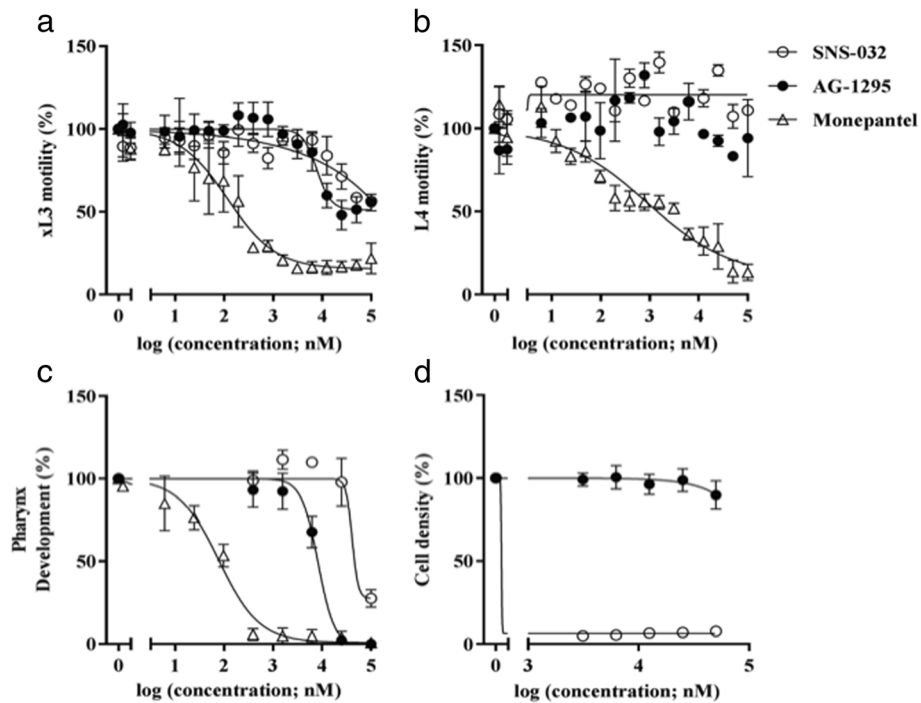 a
150
100
50
0
xL3 motility (%)
0 1 2 3 4 5
log (concentration; nM)
b
150
100
50
0
L4 motility (%)
0 1 2 3 4 5
log (concentration; nM)
SNS-032
AG-1295
Monepantel
c
150
100
50
0
Pharynx
Development (%)
0 1 2 3 4 5
log (concentration; nM)
d
150
100
50
0
Cell density (%)
0 3 4 5
log (concentration; nM)